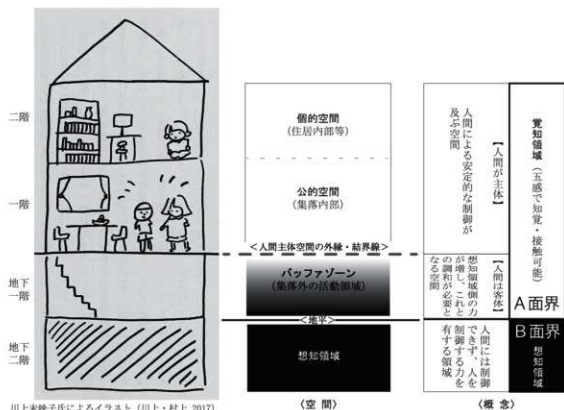 二階
一階
地下
一階
地下
二階
川上未映子氏によるイラスト（川上・村上 2017）
個的空間
（住居内部等）
公的空間
（集落内部）
＜人間主体空間の外縁・結界線＞
バッファゾーン
（集落外の活動領域）
＜地平＞
想知領域
〈空 間〉
【人間が主体】
人間による安定的な制御が
及ぶ空間
【人間は客体】
想知領域側の力
が増し、これと
の調和が必要と
なる空間
人間には制御
できず、人を
制御する力を
有する領域
覚知領域（五感で知覚・接触可能）
A面界
B面界
想知領域
〈概 念〉